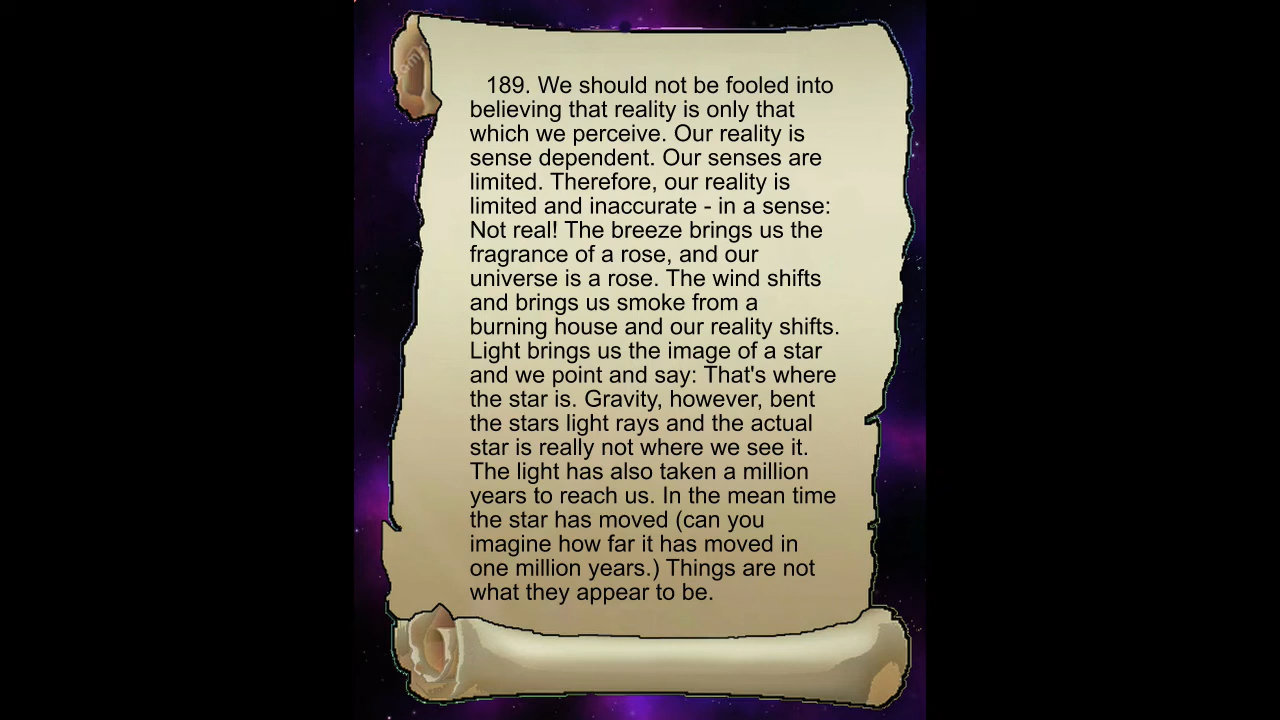 189. We should not be fooled into
believing that reality is only that
which we perceive. Our reality is
sense dependent. Our senses are
limited. Therefore, our reality is
limited and inaccurate - in a sense:
Not real! The breeze brings us the
fragrance of a rose, and our
universe is a rose. The wind shifts
and brings us smoke from a
burning house and our reality shifts.
Light brings us the image of a star
and we point and say: That's where
the star is. Gravity, however, bent
the stars light rays and the actual
star is really not where we see it.
The light has also taken a million
years to reach us. In the mean time
the star has moved (can you
imagine how far it has moved in
one million years.) Things are not
what they appear to be.